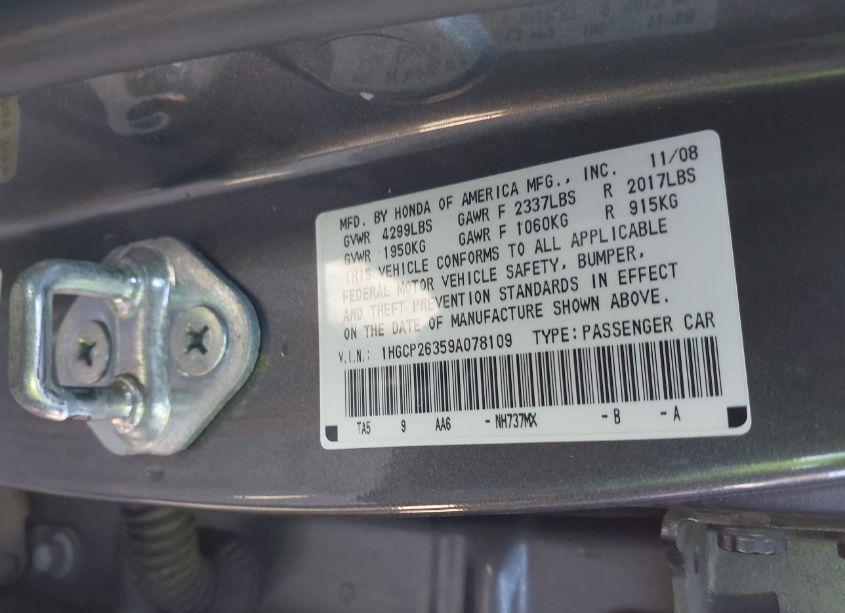 MFD. BY HONDA OF AMERICA MFG., INC. 11/08
GVWR 4299LBS GAWR F 2337LBS R 2017LBS
GVWR 1950KG GAWR F 1060KG R 915KG
THIS VEHICLE CONFORMS TO ALL APPLICABLE
FEDERAL MOTOR VEHICLE SAFETY, BUMPER,
AND THEFT PREVENTION STANDARDS IN EFFECT
ON THE DATE OF MANUFACTURE SHOWN ABOVE.
V.I.N.: 1HGCP26359A078109 TYPE:PASSENGER CAR
TA5 9 AA6 -NH737MX -B -A